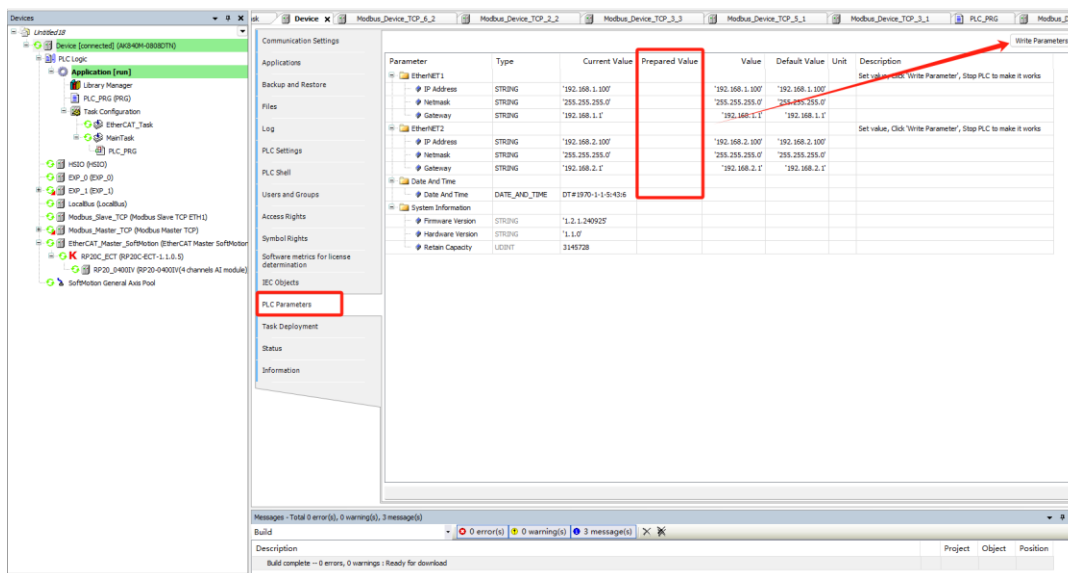 Devices
Untitled18
Device [connected] (AK840M-0808DTN)
PLC Logic
Application [run]
Library Manager
PLC_PRG (PRG)
Task Configuration
EtherCAT_Task
MainTask
PLC_PRG
HSIO (HSIO)
EXP_0 (EXP_0)
EXP_1 (EXP_1)
LocalBus (LocalBus)
Modbus_Slave_TCP (Modbus Slave TCP ETH1)
Modbus_Master_TCP (Modbus Master TCP)
EtherCAT_Master_SoftMotion (EtherCAT Master SoftMotion
RP20C_ECT (RP20C-ECT-1.1.0.5)
RP20_0400IV (RP20-0400IV(4 channels AI module)
SoftMotion General Axis Pool
sk Device Modbus_Device_TCP_6_2 Modbus_Device_TCP_2_2 Modbus_Device_TCP_3_3 Modbus_Device_TCP_5_1 Modbus_Device_TCP_3_1 PLC_PRG Modbus_D
Communication Settings
Applications
Backup and Restore
Files
Log
PLC Settings
PLC Shell
Users and Groups
Access Rights
Symbol Rights
Software metrics for license
determination
IEC Objects
PLC Parameters
Task Deployment
Status
Information
Write Parameters
Parameter Type Current Value Prepared Value Value Default Value Unit Description
EtherNET1 Set value, Click 'Write Parameter', Stop PLC to make it works
IP Address STRING '192.168.1.100' '192.168.1.100' '192.168.1.100'
Netmask STRING '255.255.255.0' '255.255.255.0' '255.255.255.0'
Gateway STRING '192.168.1.1' '192.168.1.1' '192.168.1.1'
EtherNET2 Set value, Click 'Write Parameter', Stop PLC to make it works
IP Address STRING '192.168.2.100' '192.168.2.100' '192.168.2.100'
Netmask STRING '255.255.255.0' '255.255.255.0' '255.255.255.0'
Gateway STRING '192.168.2.1' '192.168.2.1' '192.168.2.1'
Date And Time
Date And Time DATE_AND_TIME DT#1970-1-1-5:43:6
System Information
Firmware Version STRING '1.2.1.240925'
Hardware Version STRING '1.1.0'
Retain Capacity UDINT 3145728
Messages - Total 0 error(s), 0 warning(s), 3 message(s)
Build 0 error(s) 0 warning(s) 3 message(s)
Description Project Object Position
Build complete -- 0 errors, 0 warnings : Ready for download